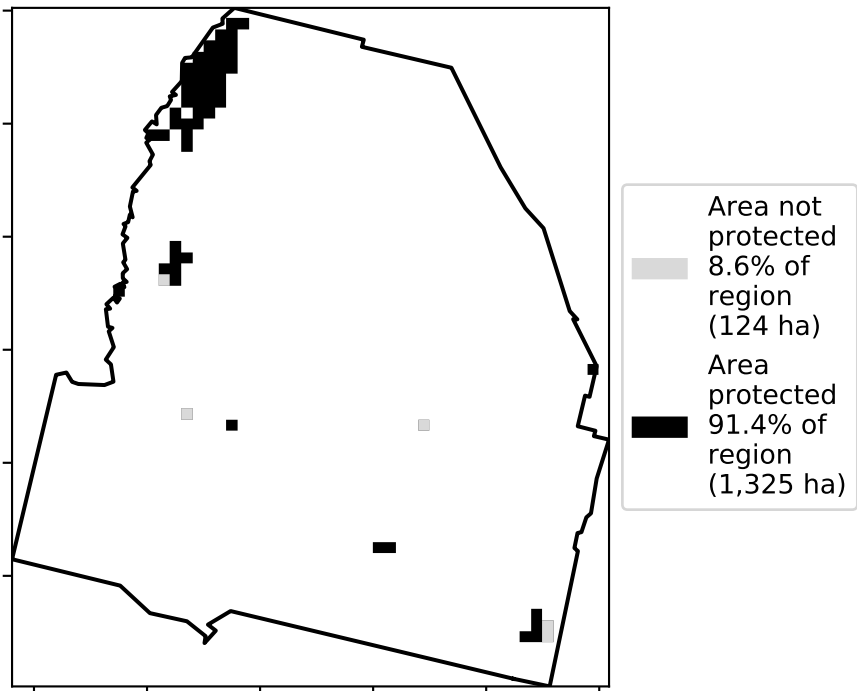 Area not
protected
8.6% of
region
(124 ha)
Area
protected
91.4% of
region
(1,325 ha)